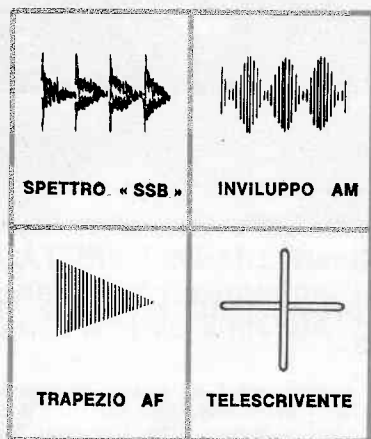 SPETTRO « SSB »
INVILUPPO AM
TRAPEZIO AF
TELESCRIVENTE